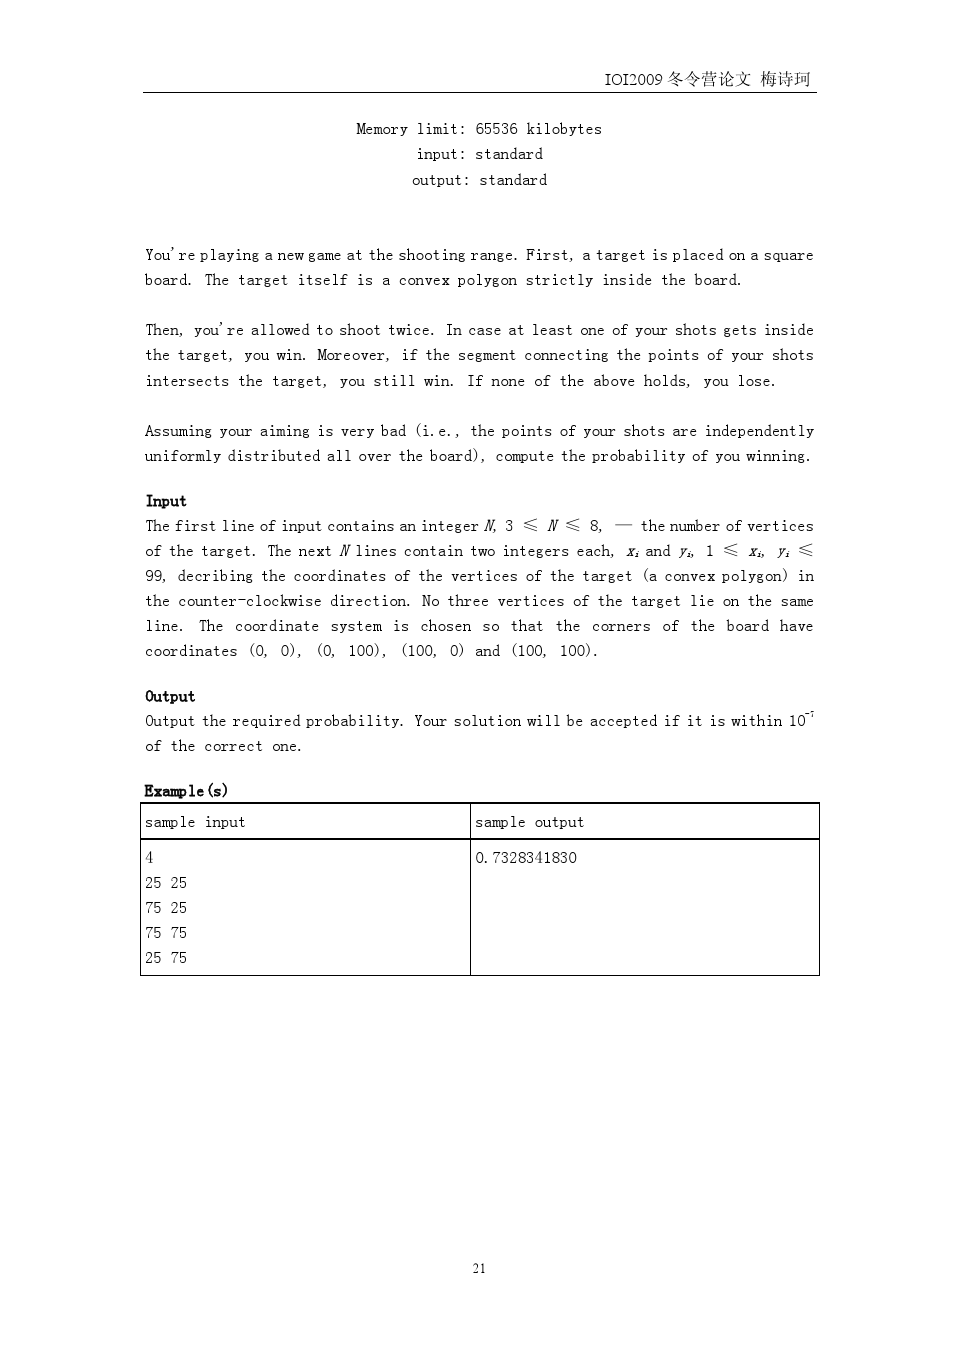 IOI2009 冬令营论文 梅诗珂
Memory limit: 65536 kilobytes
input: standard
output: standard
You're playing a new game at the shooting range. First, a target is placed on a square
board. The target itself is a convex polygon strictly inside the board.
Then, you're allowed to shoot twice. In case at least one of your shots gets inside
the target, you win. Moreover, if the segment connecting the points of your shots
intersects the target, you still win. If none of the above holds, you lose.
Assuming your aiming is very bad (i.e., the points of your shots are independently
uniformly distributed all over the board), compute the probability of you winning.
Input
The first line of input contains an integer N, 3 ≤ N ≤ 8, — the number of vertices
of the target. The next N lines contain two integers each, xᵢ and yᵢ, 1 ≤ xᵢ, yᵢ ≤
99, decribing the coordinates of the vertices of the target (a convex polygon) in
the counter-clockwise direction. No three vertices of the target lie on the same
line. The coordinate system is chosen so that the corners of the board have
coordinates (0, 0), (0, 100), (100, 0) and (100, 100).
Output
Output the required probability. Your solution will be accepted if it is within 10⁻⁷
of the correct one.
Example(s)
sample input sample output
4 0.7328341830
25 25
75 25
75 75
25 75
21